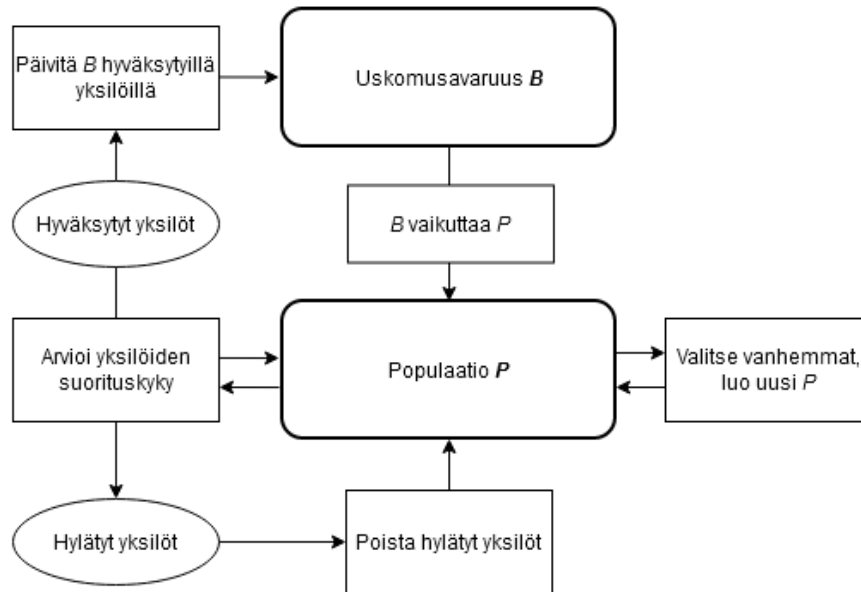 Päivitä B hyväksytyillä
yksilöillä
Uskomusavaruus B
Hyväksytyt yksilöt
B vaikuttaa P
Arvioi yksilöiden
suorituskyky
Populaatio P
Valitse vanhemmat,
luo uusi P
Hylätyt yksilöt
Poista hylätyt yksilöt